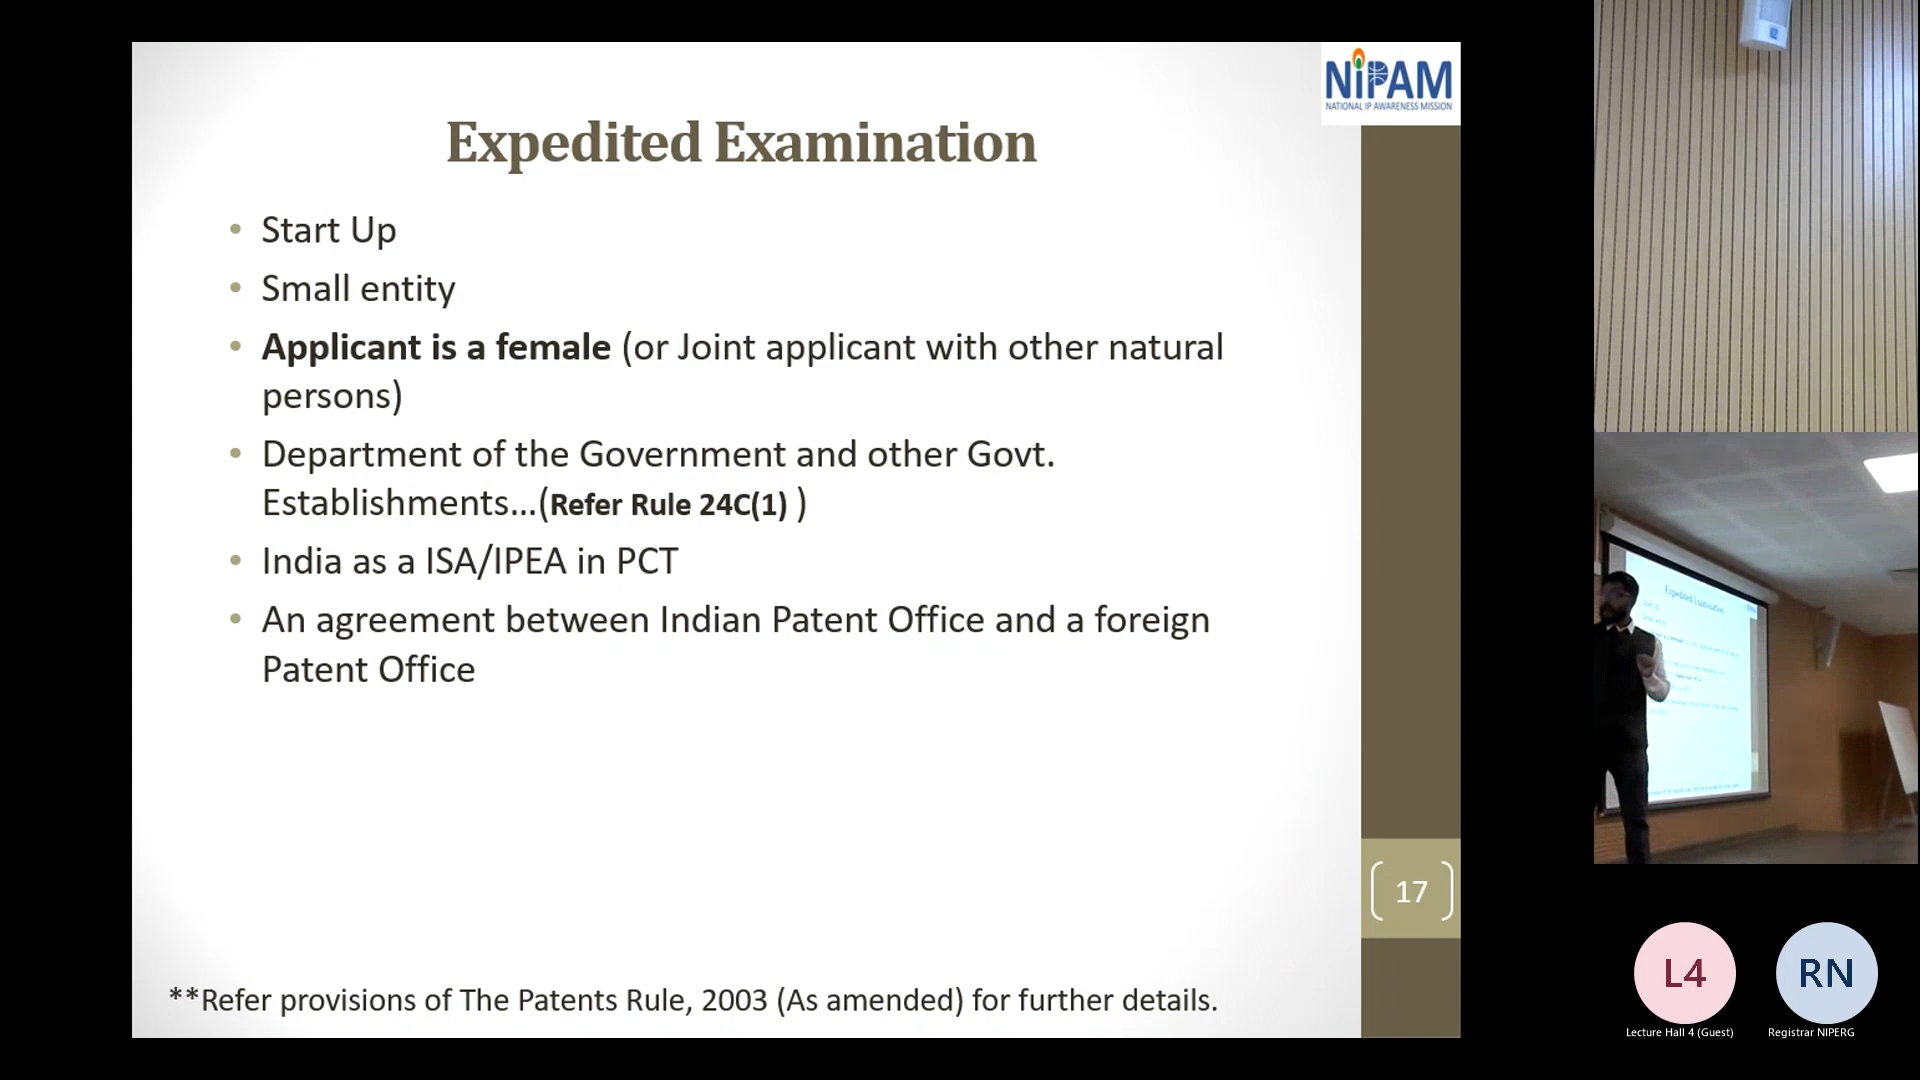 NiPAM
NATIONAL IP AWARENESS MISSION
Expedited Examination
• Start Up
• Small entity
• Applicant is a female (or Joint applicant with other natural
persons)
• Department of the Government and other Govt.
Establishments...(Refer Rule 24C(1) )
• India as a ISA/IPEA in PCT
• An agreement between Indian Patent Office and a foreign
Patent Office
17
**Refer provisions of The Patents Rule, 2003 (As amended) for further details.
Expedited Examination
L4
Lecture Hall 4 (Guest)
RN
Registrar NIPERG